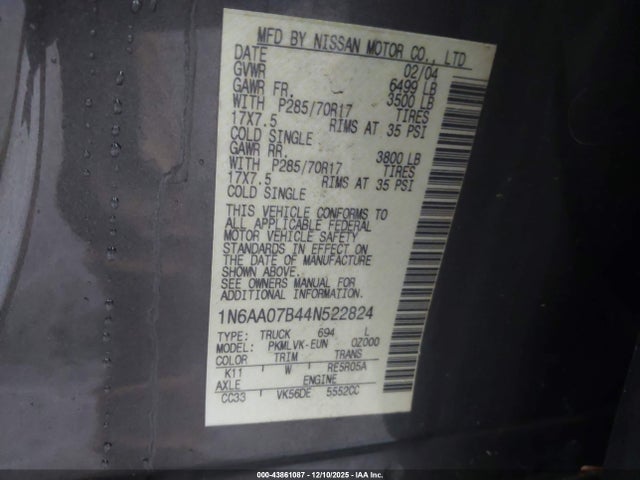 MFD BY NISSAN MOTOR CO., LTD
DATE 02/04
GVWR 6499 LB
GAWR FR. 3500 LB
WITH P285/70R17 TIRES
17X7.5 RIMS AT 35 PSI
COLD SINGLE
GAWR RR. 3800 LB
WITH P285/70R17 TIRES
17X7.5 RIMS AT 35 PSI
COLD SINGLE
THIS VEHICLE CONFORMS TO
ALL APPLICABLE FEDERAL
MOTOR VEHICLE SAFETY
STANDARDS IN EFFECT ON
THE DATE OF MANUFACTURE
SHOWN ABOVE.
SEE OWNERS MANUAL FOR
ADDITIONAL INFORMATION
1N6AA07B44N522824
TYPE: TRUCK 694 L
MODEL: PKMLVK-EUN 0Z000
COLOR TRIM TRANS
K11 W RE5R05A
AXLE ENGINE
CC33 VK56DE 5552CC
000-43861087 - 12/10/2025 - IAA Inc.